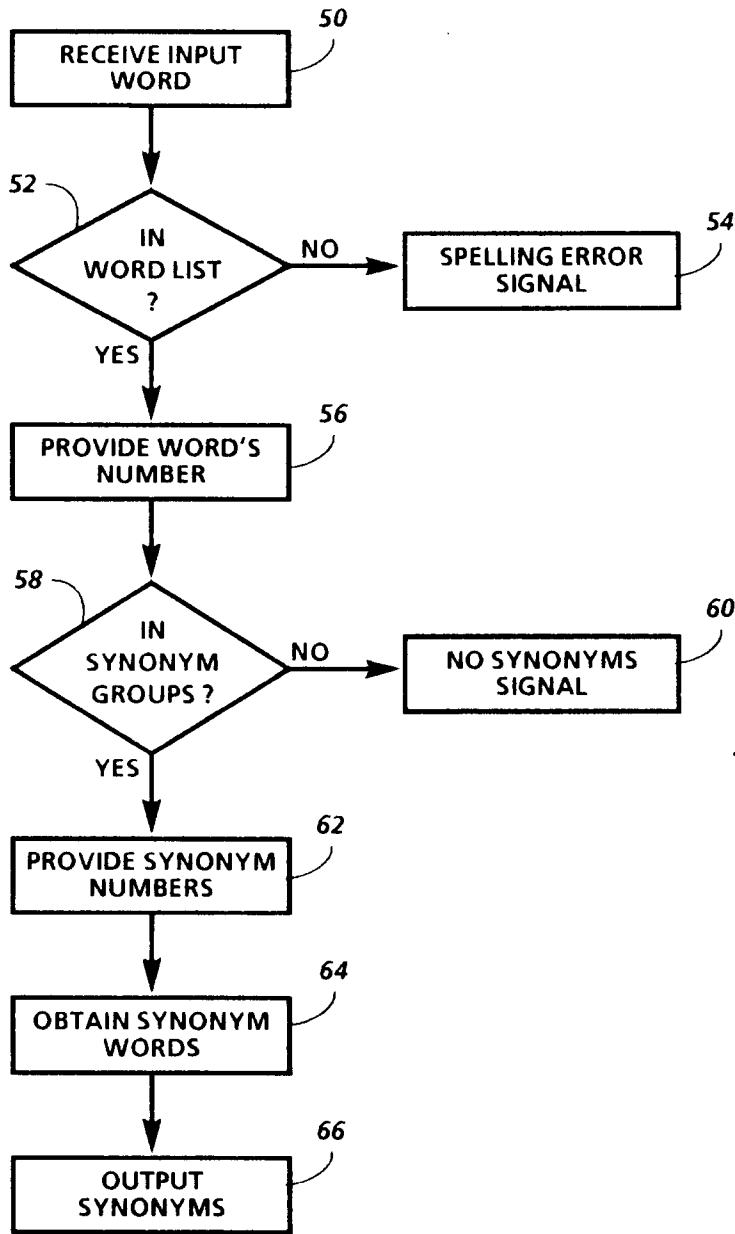 50
RECEIVE INPUT
WORD
52
IN
WORD LIST
?
NO
54
SPELLING ERROR
SIGNAL
YES
56
PROVIDE WORD'S
NUMBER
58
IN
SYNONYM
GROUPS ?
NO
60
NO SYNONYMS
SIGNAL
YES
62
PROVIDE SYNONYM
NUMBERS
64
OBTAIN SYNONYM
WORDS
66
OUTPUT
SYNONYMS